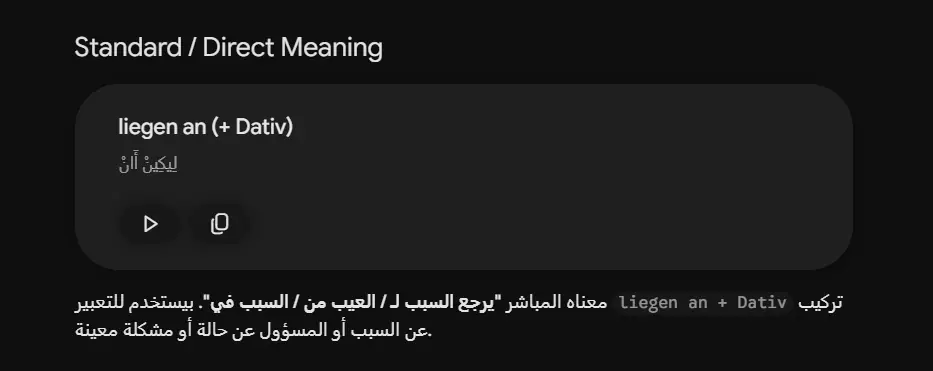 Standard / Direct Meaning
liegen an (+ Dativ)
لِيكِينْ أَانْ
تركيب liegen an + Dativ معناه المباشر "يرجع السبب لـ / العيب من / السبب في". بيستخدم للتعبير
عن السبب أو المسؤول عن حالة أو مشكلة معينة.